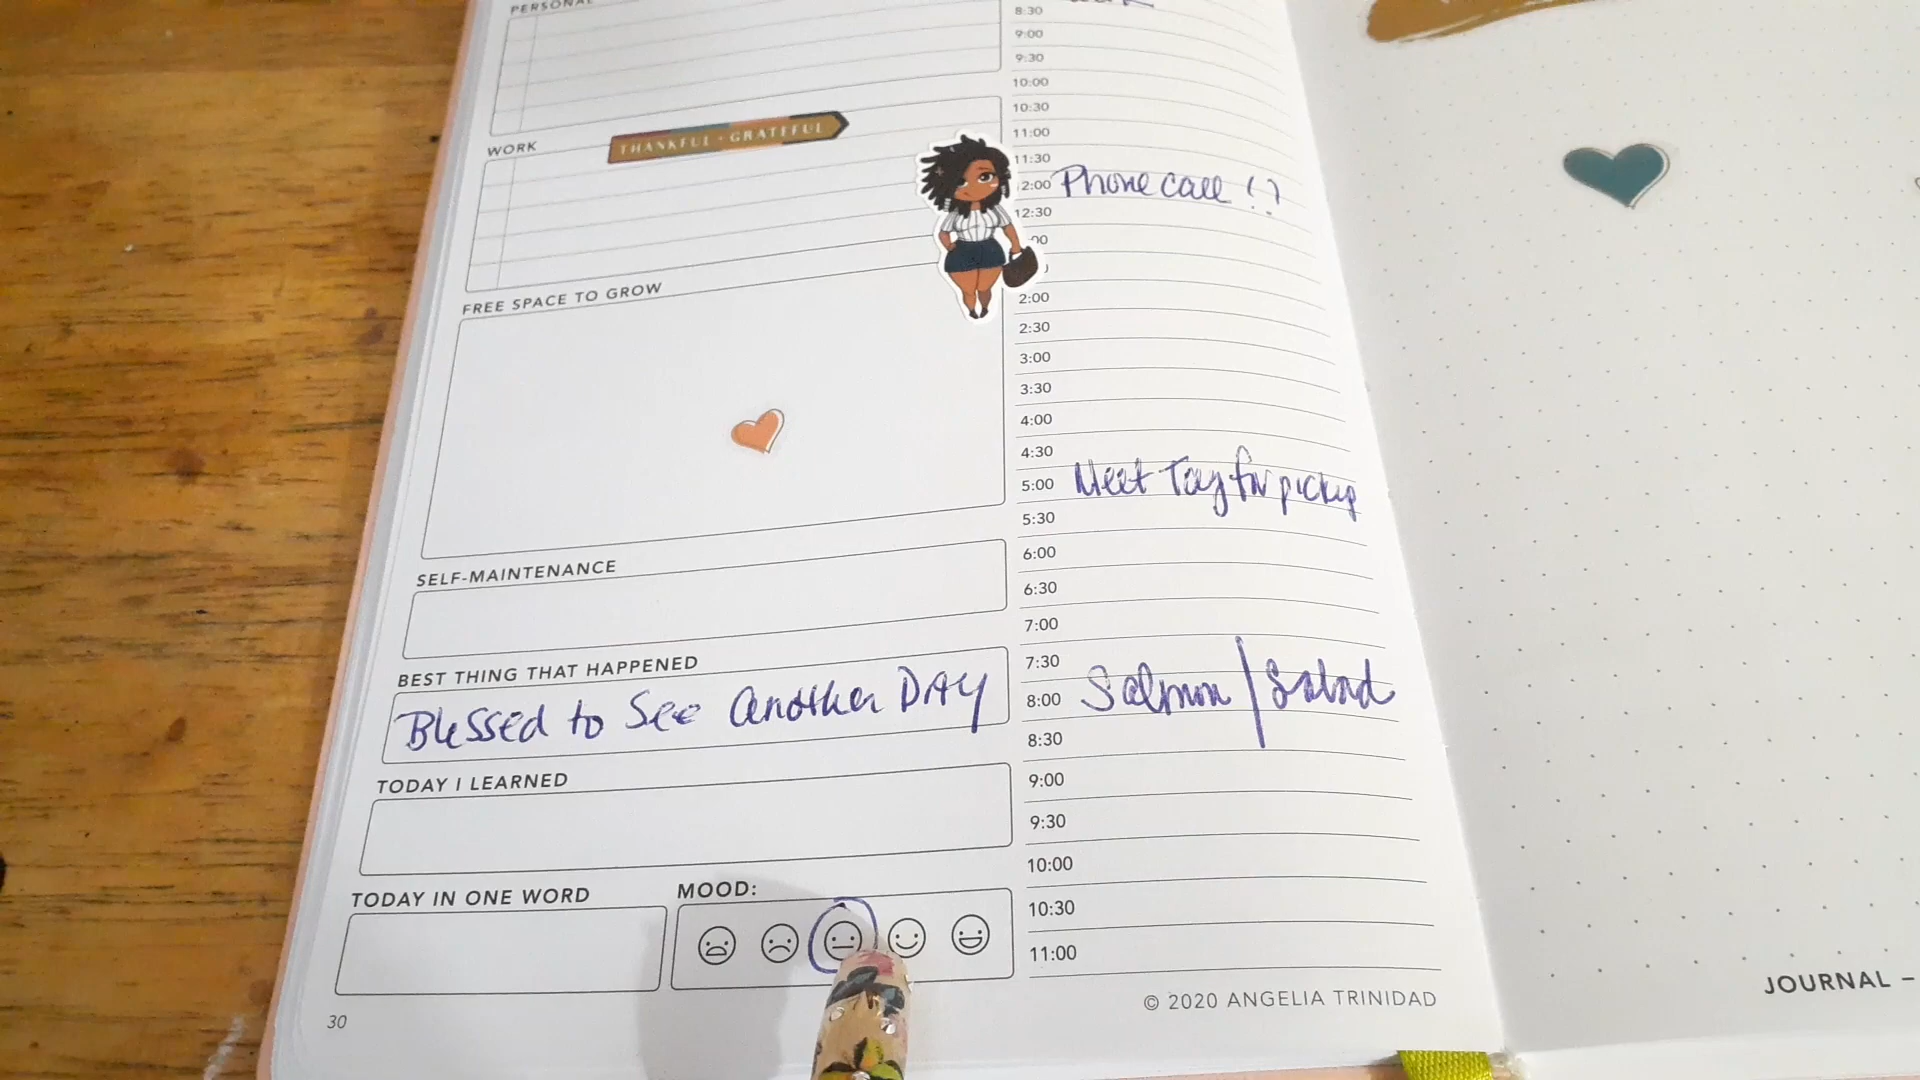 PERSONAL
WORK
THANKFUL • GRATEFUL
FREE SPACE TO GROW
SELF-MAINTENANCE
BEST THING THAT HAPPENED
Blessed to See Another DAY
TODAY I LEARNED
TODAY IN ONE WORD
MOOD:
30
8:30
9:00
9:30
10:00
10:30
11:00
11:30
2:00 Phone call !?
12:30
:00
2:00
2:30
3:00
3:30
4:00
4:30
5:00 Meet Tay for pickup
5:30
6:00
6:30
7:00
7:30
8:00 Salmon / Salad
8:30
9:00
9:30
10:00
10:30
11:00
© 2020 ANGELIA TRINIDAD
JOURNAL –